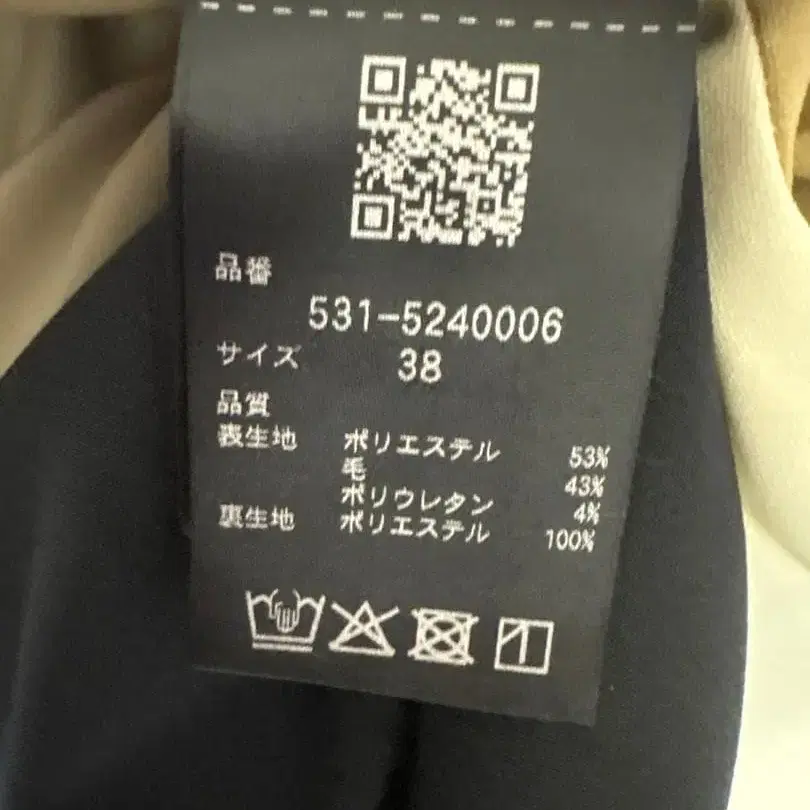 品番
531-5240006
サイズ 38
品質
表生地 ポリエステル 53%
毛 43%
ポリウレタン 4%
裏生地 ポリエステル 100%